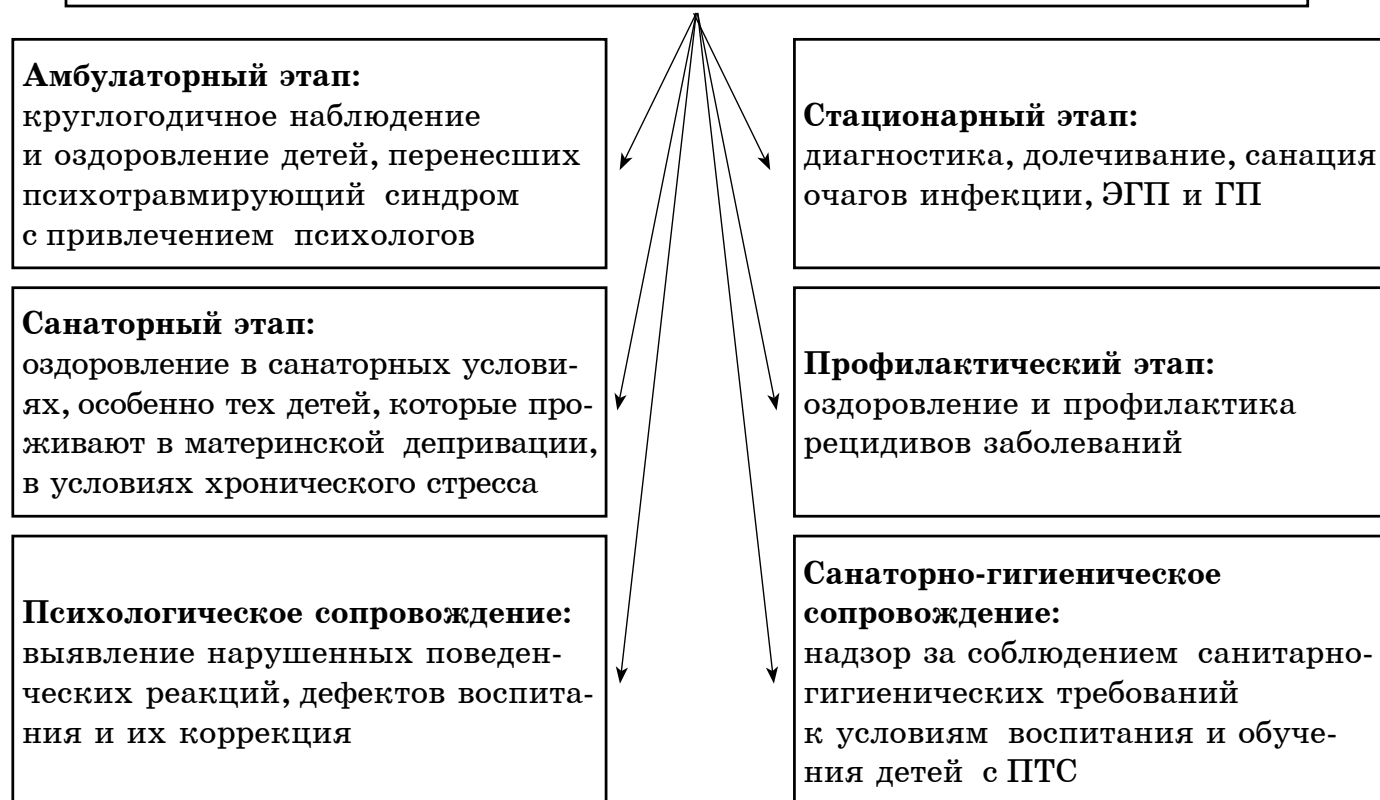 Амбулаторный этап:
круглогодичное наблюдение
и оздоровление детей, перенесших
психотравмирующий синдром
с привлечением психологов
Стационарный этап:
диагностика, долечивание, санация
очагов инфекции, ЭГП и ГП
Санаторный этап:
оздоровление в санаторных услови-
ях, особенно тех детей, которые про-
живают в материнской депривации,
в условиях хронического стресса
Профилактический этап:
оздоровление и профилактика
рецидивов заболеваний
Психологическое сопровождение:
выявление нарушенных поведен-
ческих реакций, дефектов воспита-
ния и их коррекция
Санаторно-гигиеническое
сопровождение:
надзор за соблюдением санитарно-
гигиенических требований
к условиям воспитания и обуче-
ния детей с ПТС